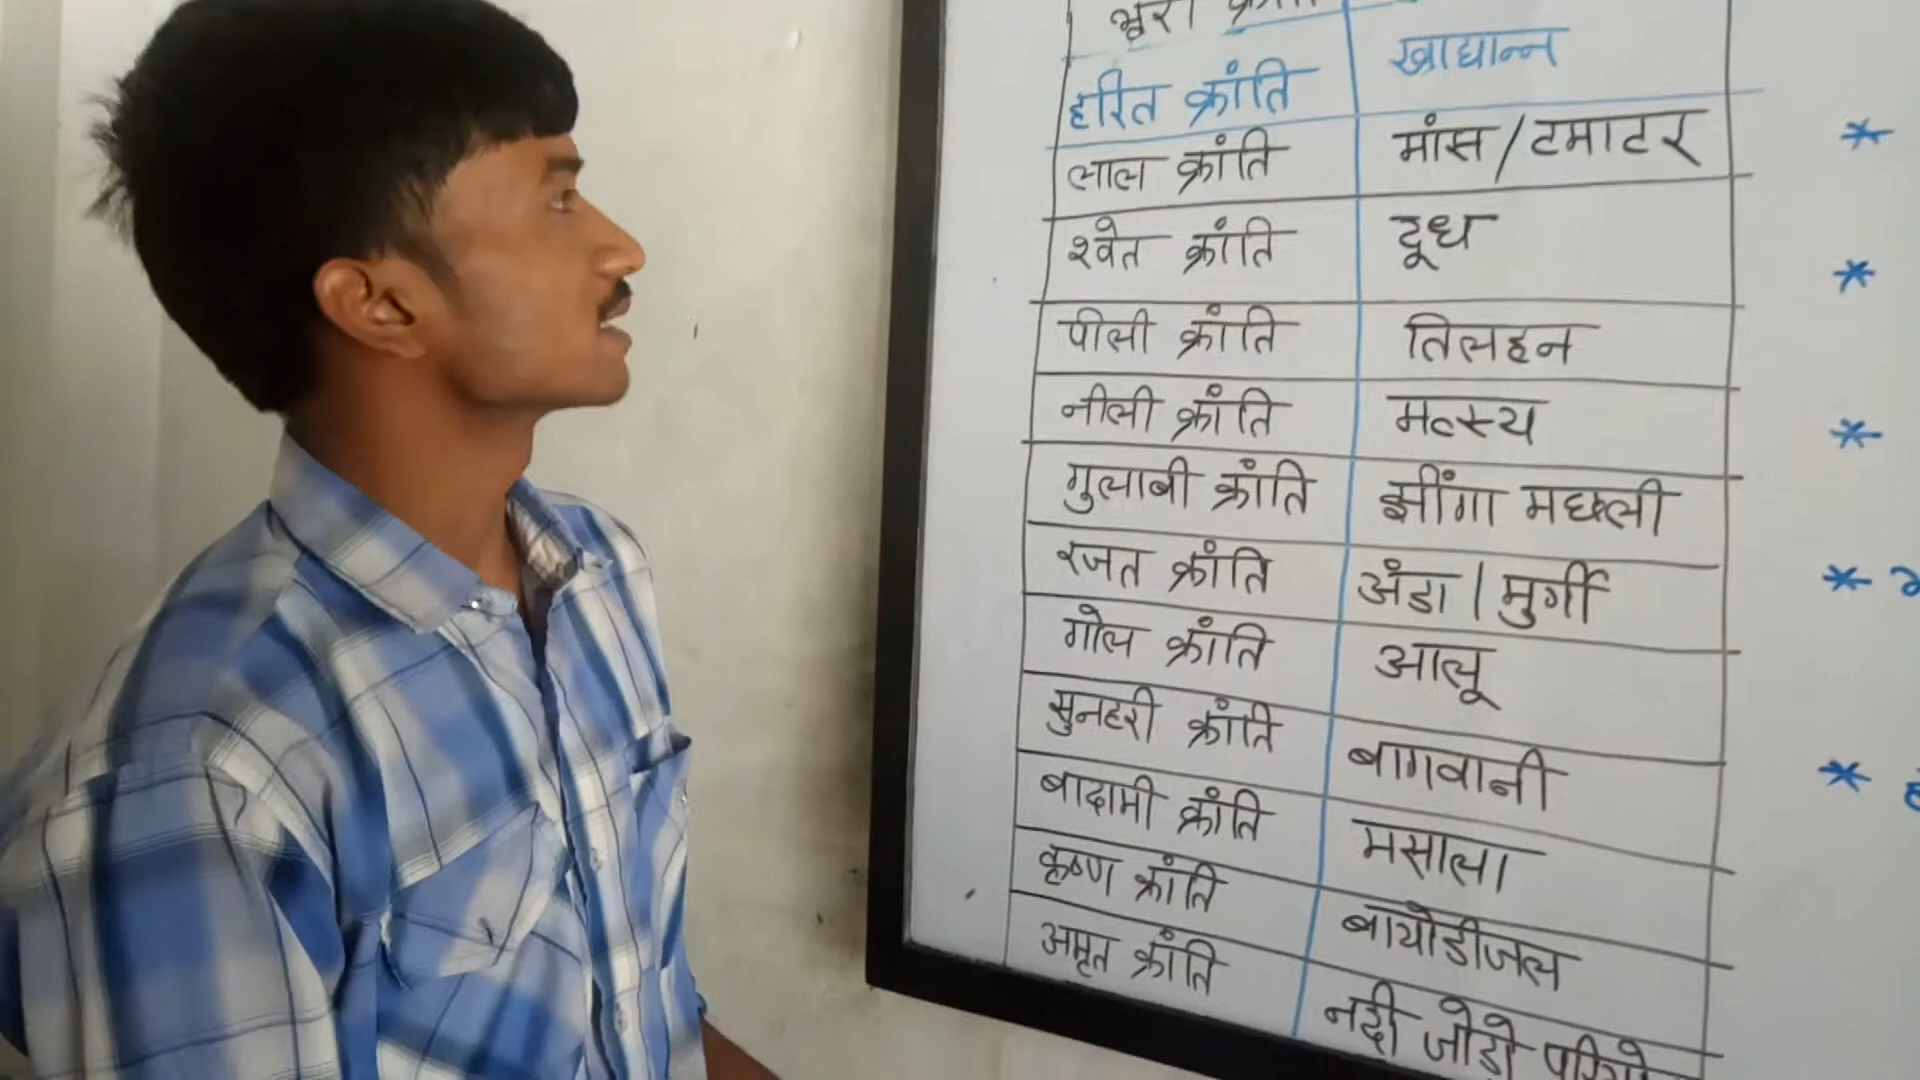 भूरी क्रांति
हरित क्रांति खाद्यान्न
लाल क्रांति मांस/टमाटर
श्वेत क्रांति दूध
पीली क्रांति तिलहन
नीली क्रांति मत्स्य
गुलाबी क्रांति झींगा मछली
रजत क्रांति अंडा/मुर्गी
गोल क्रांति आलू
सुनहरी क्रांति बागवानी
बादामी क्रांति मसाला
कृष्ण क्रांति बायोडीजल
अमृत क्रांति नदी जोड़ो